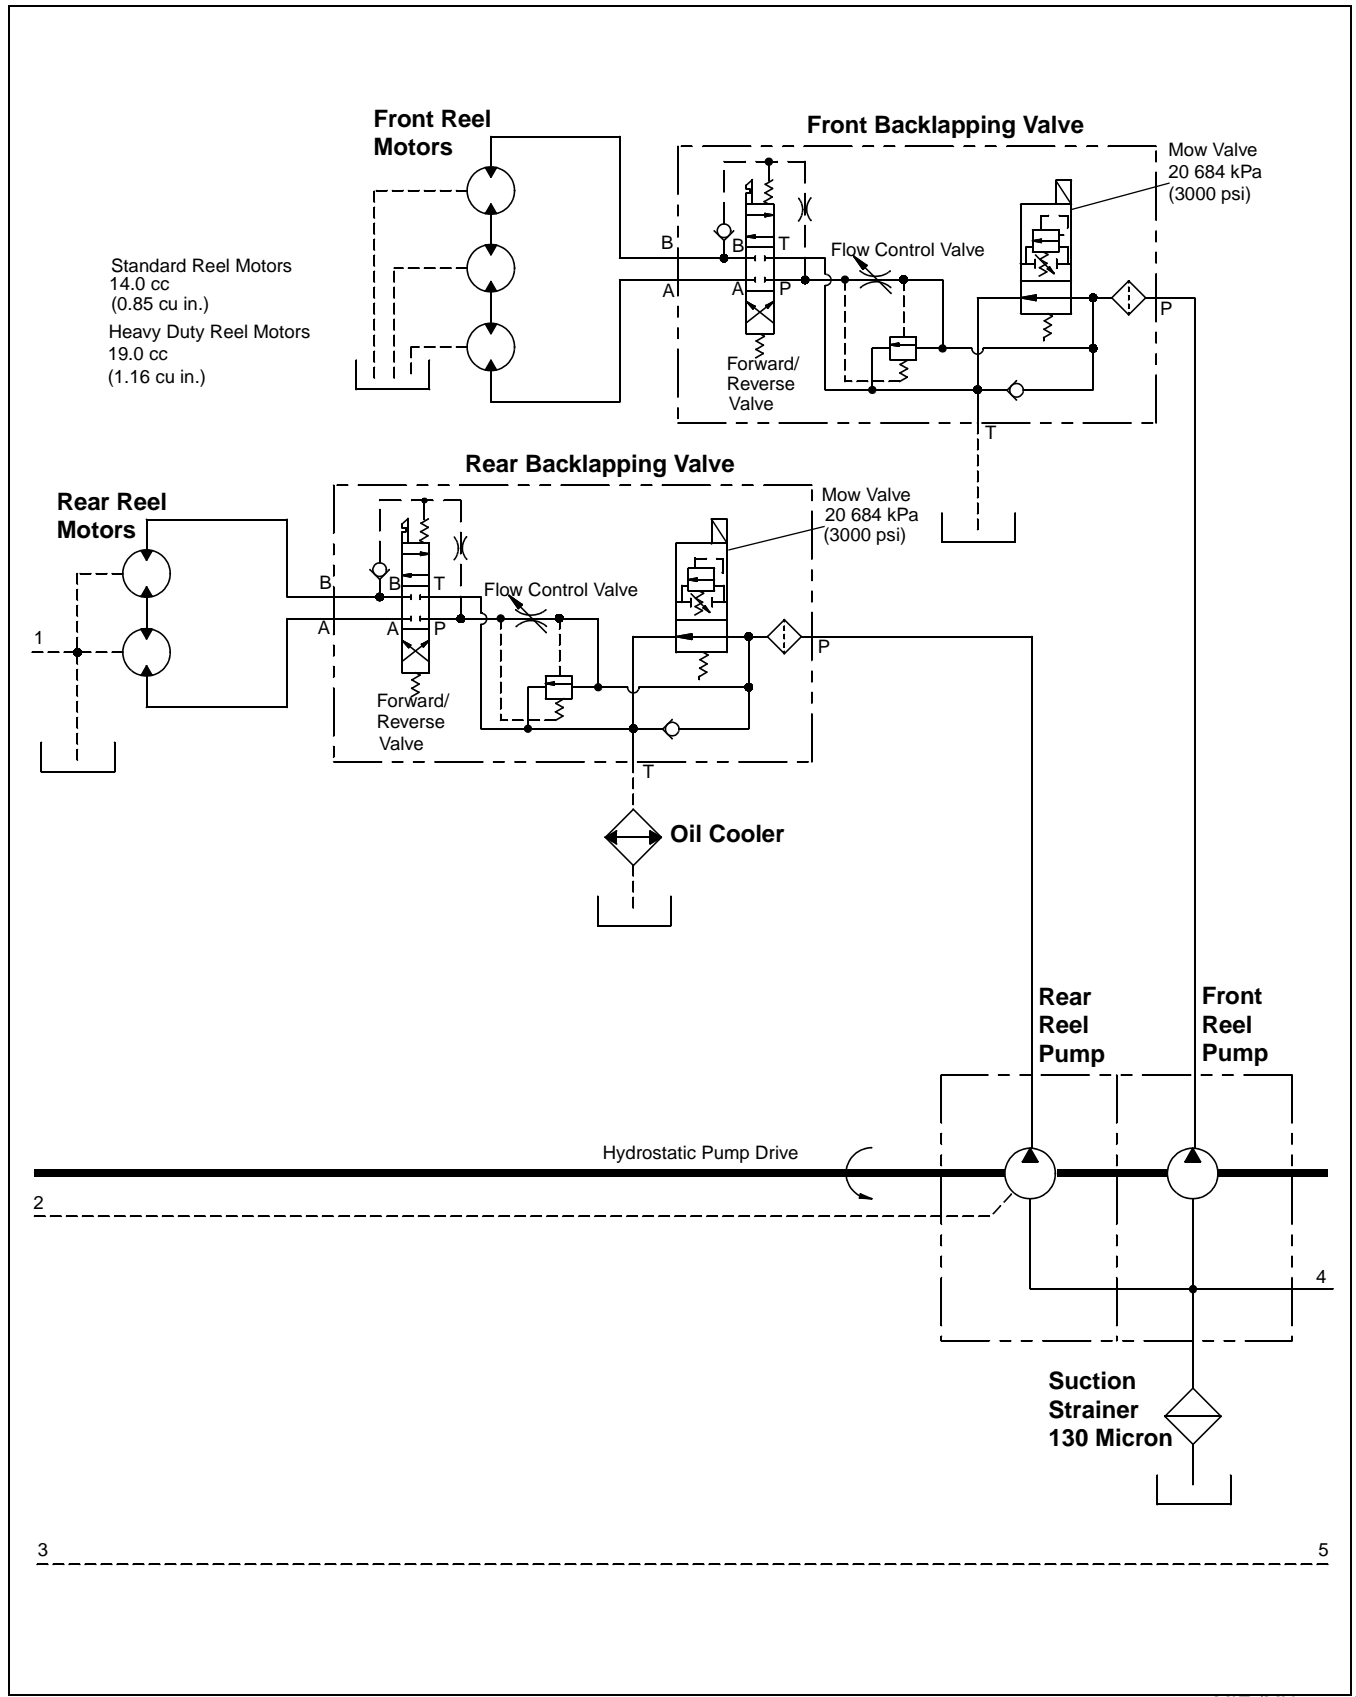 Front Reel
Motors
Front Backlapping Valve
Mow Valve
20 684 kPa
(3000 psi)
B
B
T
Flow Control Valve
A
A
P
P
Standard Reel Motors
14.0 cc
(0.85 cu in.)
Heavy Duty Reel Motors
19.0 cc
(1.16 cu in.)
Forward/
Reverse
Valve
T
Rear Backlapping Valve
Rear Reel
Motors
Mow Valve
20 684 kPa
(3000 psi)
B
B
T
Flow Control Valve
A
A
P
P
1
Forward/
Reverse
Valve
T
Oil Cooler
Rear
Reel
Pump
Front
Reel
Pump
Hydrostatic Pump Drive
2
4
Suction
Strainer
130 Micron
3
5